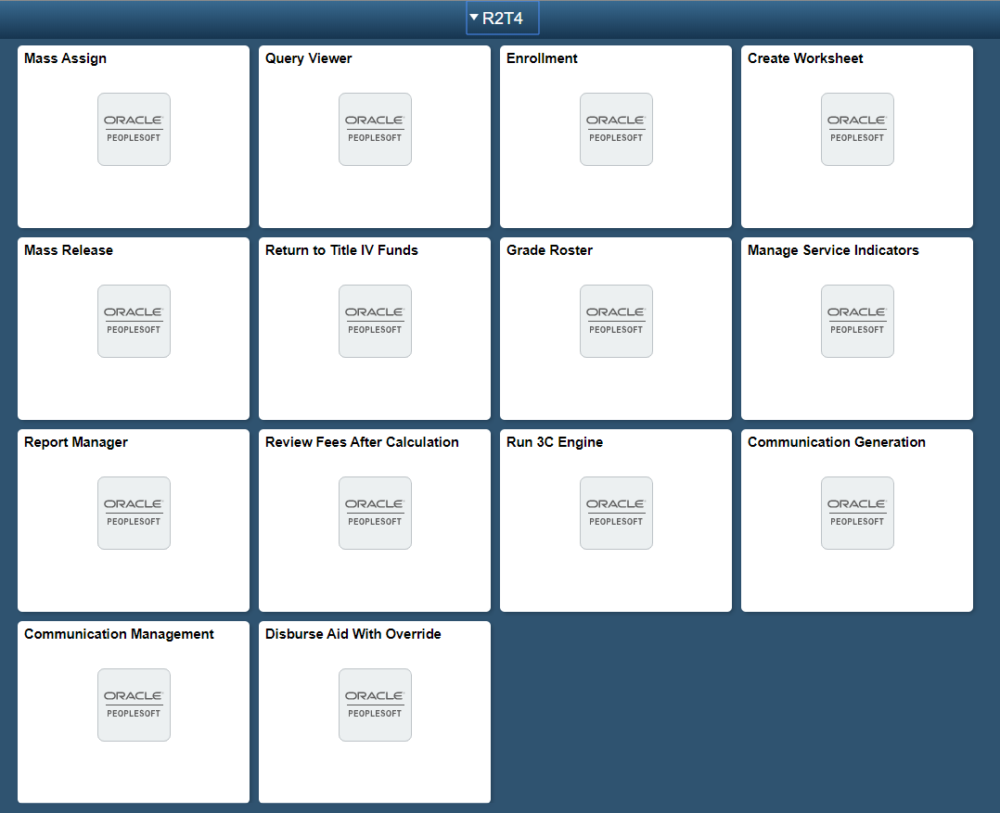 R2T4
Mass Assign
ORACLE
PEOPLESOFT
Query Viewer
ORACLE
PEOPLESOFT
Enrollment
ORACLE
PEOPLESOFT
Create Worksheet
ORACLE
PEOPLESOFT
Mass Release
ORACLE
PEOPLESOFT
Return to Title IV Funds
ORACLE
PEOPLESOFT
Grade Roster
ORACLE
PEOPLESOFT
Manage Service Indicators
ORACLE
PEOPLESOFT
Report Manager
ORACLE
PEOPLESOFT
Review Fees After Calculation
ORACLE
PEOPLESOFT
Run 3C Engine
ORACLE
PEOPLESOFT
Communication Generation
ORACLE
PEOPLESOFT
Communication Management
ORACLE
PEOPLESOFT
Disburse Aid With Override
ORACLE
PEOPLESOFT